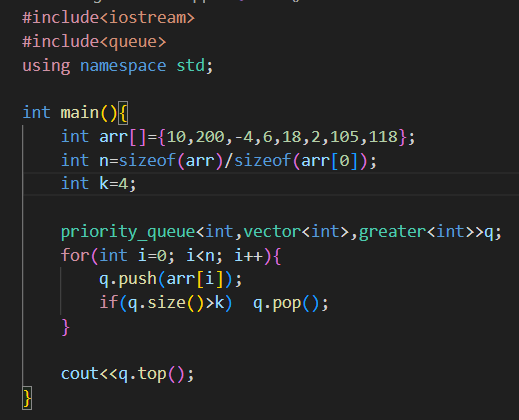 #include<iostream>
#include<queue>
using namespace std;
int main(){
    int arr[]={10,200,-4,6,18,2,105,118};
    int n=sizeof(arr)/sizeof(arr[0]);
    int k=4;
    priority_queue<int,vector<int>,greater<int>>q;
    for(int i=0; i<n; i++){
        q.push(arr[i]);
        if(q.size()>k)  q.pop();
    }
    cout<<q.top();
}